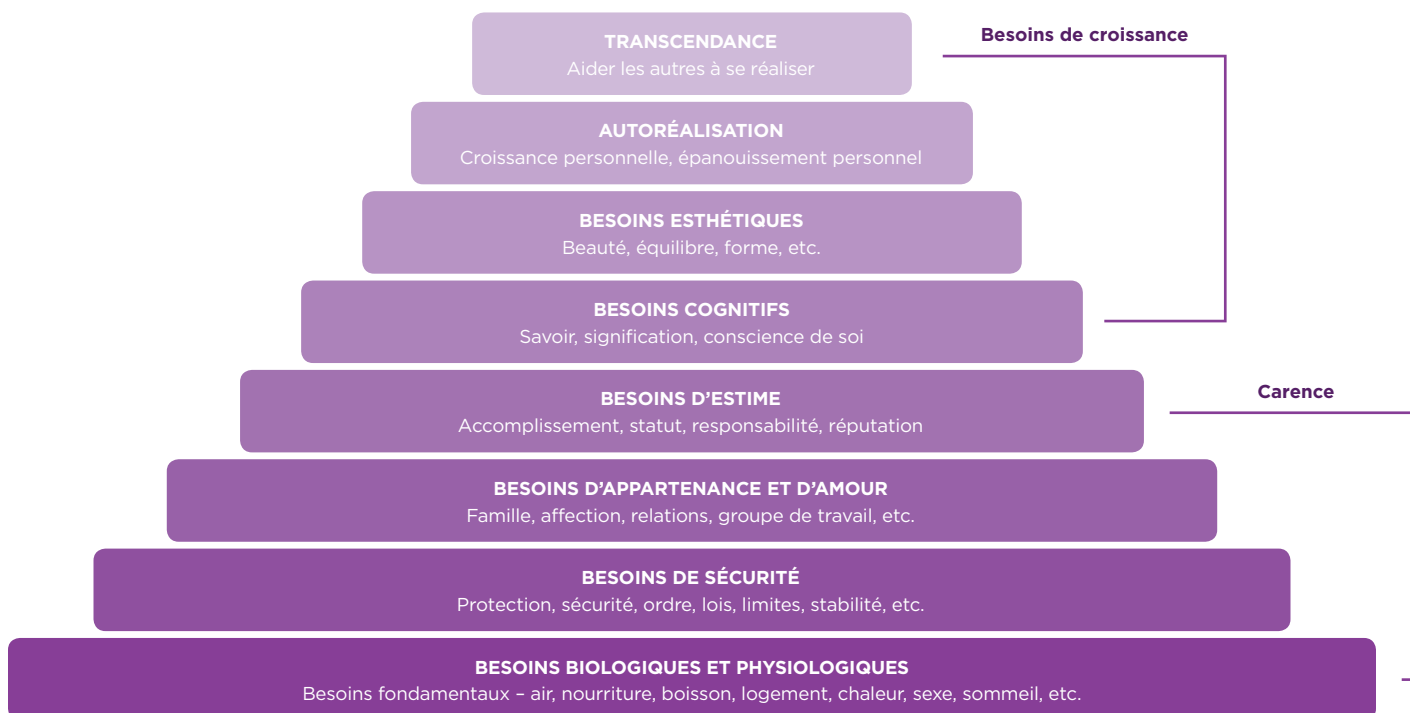 Besoins de croissance
TRANSCENDANCE
Aider les autres à se réaliser
AUTORÉALISATION
Croissance personnelle, épanouissement personnel
BESOINS ESTHÉTIQUES
Beauté, équilibre, forme, etc.
BESOINS COGNITIFS
Savoir, signification, conscience de soi
Carence
BESOINS D’ESTIME
Accomplissement, statut, responsabilité, réputation
BESOINS D’APPARTENANCE ET D’AMOUR
Famille, affection, relations, groupe de travail, etc.
BESOINS DE SÉCURITÉ
Protection, sécurité, ordre, lois, limites, stabilité, etc.
BESOINS BIOLOGIQUES ET PHYSIOLOGIQUES
Besoins fondamentaux – air, nourriture, boisson, logement, chaleur, sexe, sommeil, etc.